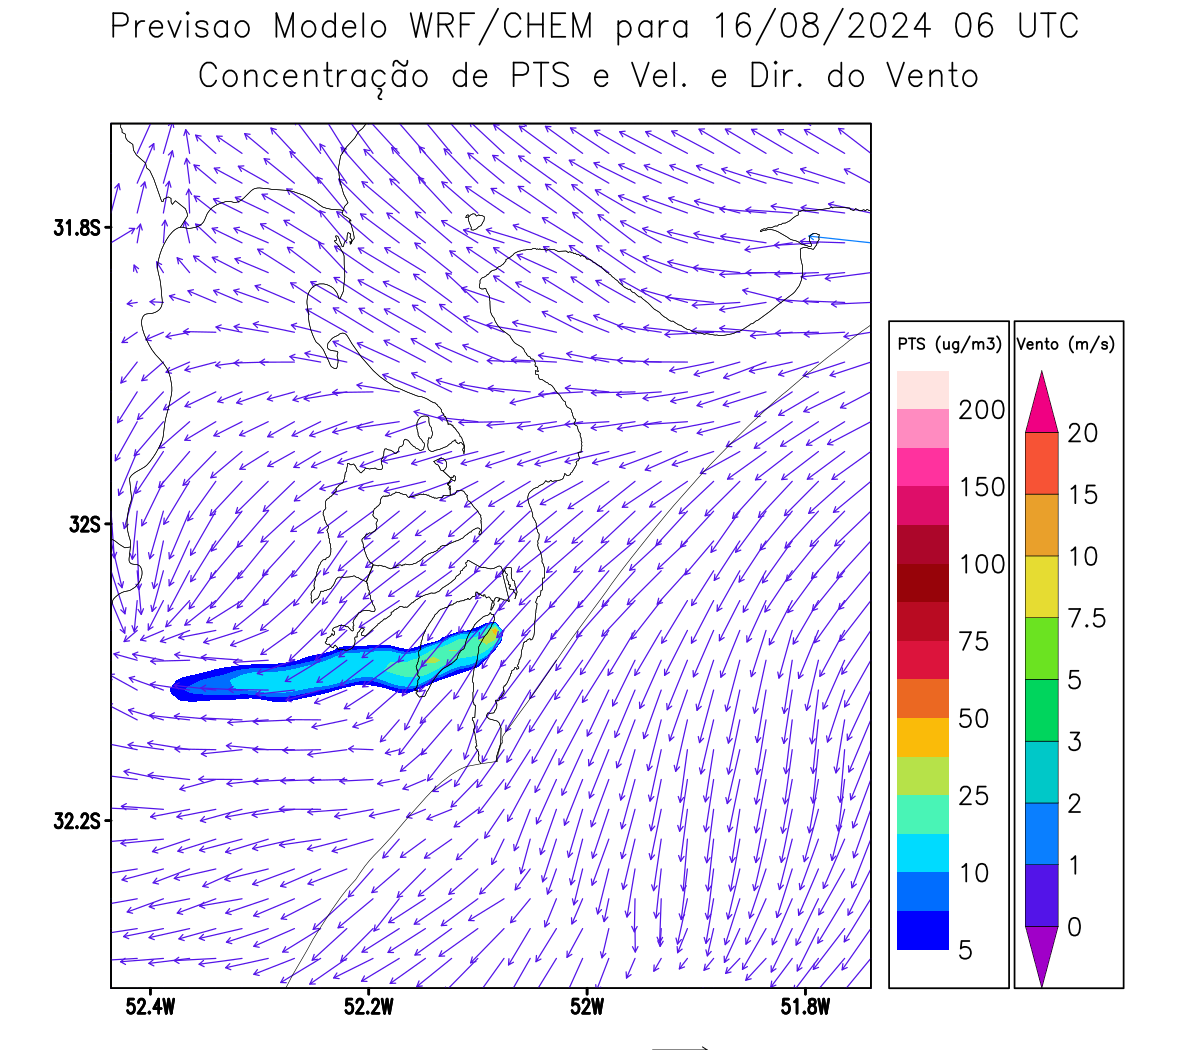 Previsao Modelo WRF/CHEM para 16/08/2024 06 UTC
Concentração de PTS e Vel. e Dir. do Vento
31.8S
32S
32.2S
52.4W
52.2W
52W
51.8W
PTS (ug/m3)
200
150
100
75
50
25
10
5
Vento (m/s)
20
15
10
7.5
5
3
2
1
0